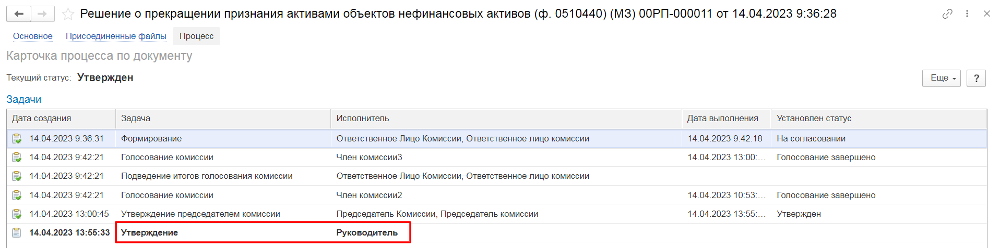 Решение о прекращении признания активами объектов нефинансовых активов (ф. 0510440) (МЗ) 00РП-000011 от 14.04.2023 9:36:28
Основное Присоединенные файлы Процесс
Карточка процесса по документу
Текущий статус: Утвержден Еще ?
Задачи
Дата создания Задача Исполнитель Дата выполнения Установлен статус
14.04.2023 9:36:31 Формирование Ответственное Лицо Комиссии, Ответственное лицо комиссии 14.04.2023 9:42:18 На согласовании
14.04.2023 9:42:21 Голосование комиссии Член комиссии3 14.04.2023 13:00:... Голосование завершено
14.04.2023 9:42:21 Подведение итогов голосования комиссии Ответственное Лицо Комиссии, Ответственное лицо комиссии
14.04.2023 9:42:21 Голосование комиссии Член комиссии2 14.04.2023 10:53:... Голосование завершено
14.04.2023 13:00:45 Утверждение председателем комиссии Председатель Комиссии, Председатель комиссии 14.04.2023 13:55:... Утвержден
14.04.2023 13:55:33 Утверждение Руководитель